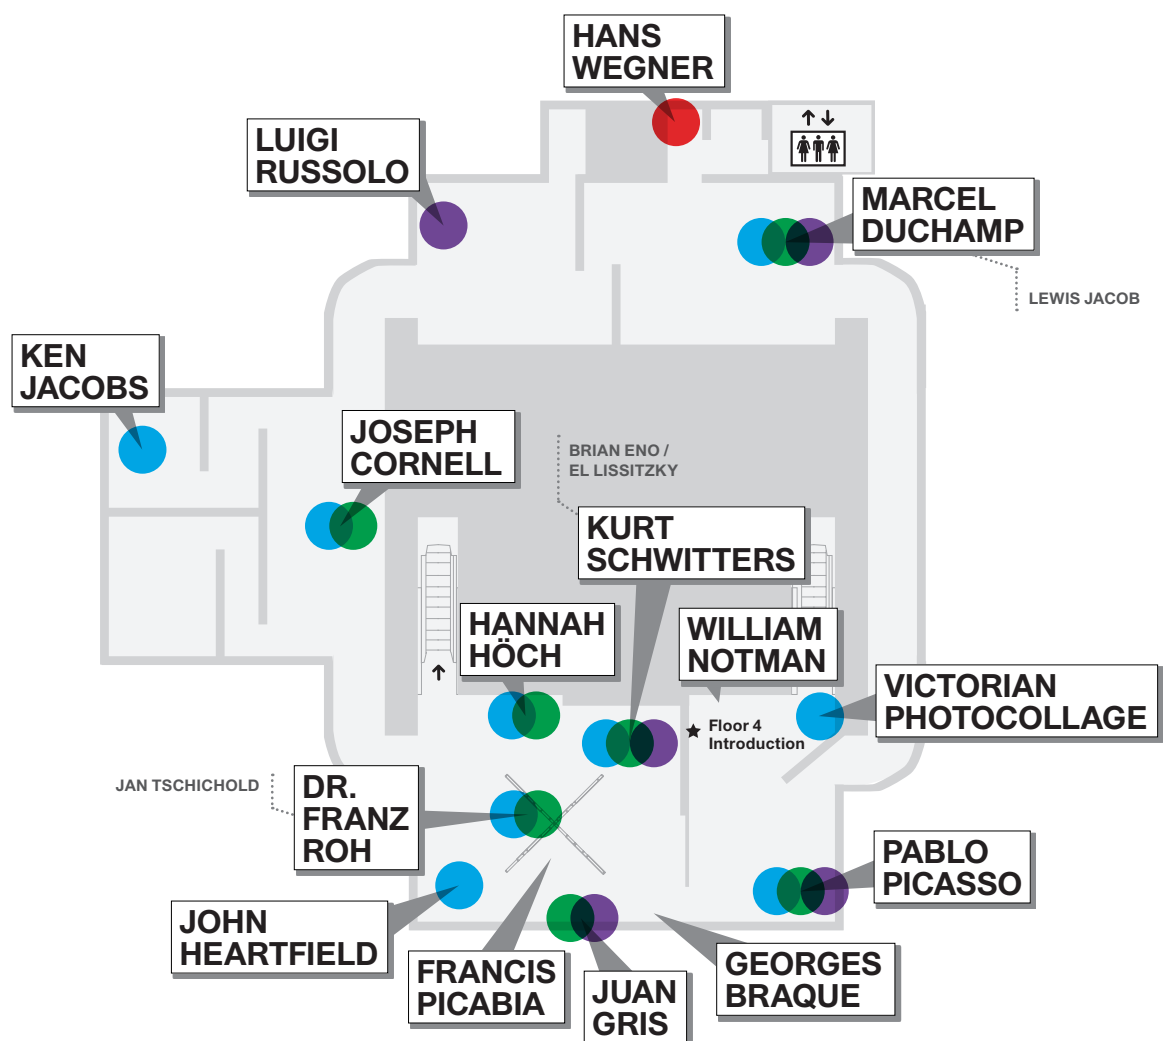 HANS
WEGNER
LUIGI
RUSSOLO
MARCEL
DUCHAMP
LEWIS JACOB
KEN
JACOBS
JOSEPH
CORNELL
BRIAN ENO /
EL LISSITZKY
KURT
SCHWITTERS
HANNAH
HÖCH
WILLIAM
NOTMAN
VICTORIAN
PHOTOCOLLAGE
Floor 4
Introduction
JAN TSCHICHOLD
DR.
FRANZ
ROH
PABLO
PICASSO
JOHN
HEARTFIELD
FRANCIS
PICABIA
JUAN
GRIS
GEORGES
BRAQUE